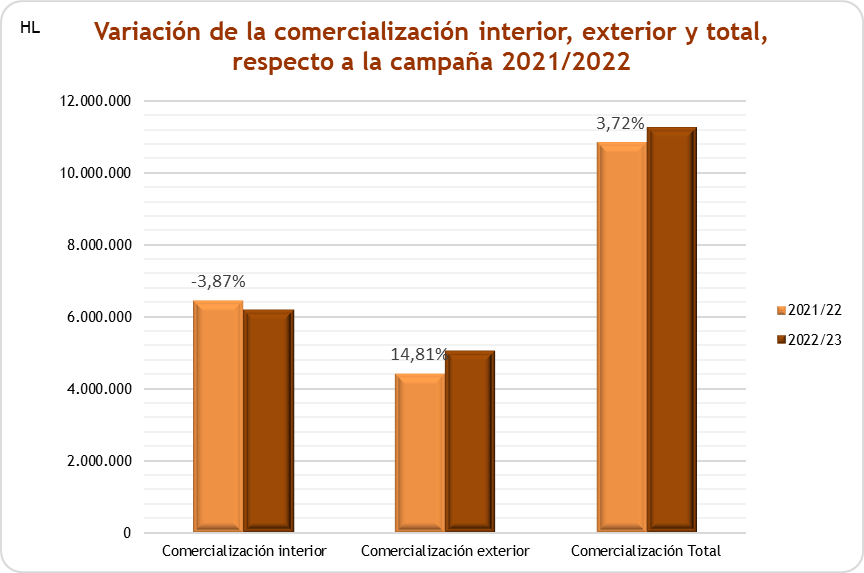 HL
Variación de la comercialización interior, exterior y total,
respecto a la campaña 2021/2022
12.000.000
10.000.000
8.000.000
6.000.000
4.000.000
2.000.000
0
-3,87%
14,81%
3,72%
Comercialización interior
Comercialización exterior
Comercialización Total
2021/22
2022/23